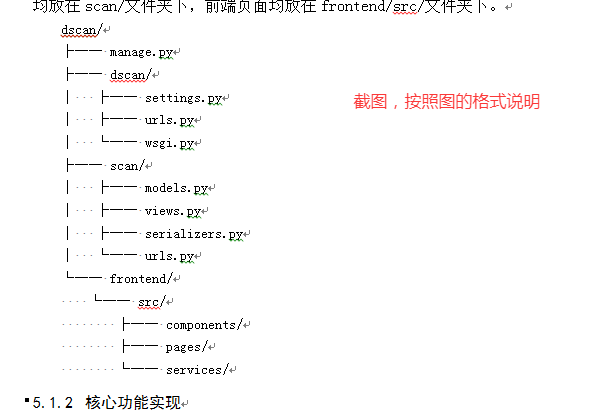 均放在 scan/文件夹下，前端页面均放在 frontend/src/文件夹下。
dscan/
├── manage.py
├── dscan/
│   ├── settings.py
│   ├── urls.py
│   └── wsgi.py
├── scan/
│   ├── models.py
│   ├── views.py
│   ├── serializers.py
│   └── urls.py
└── frontend/
    └── src/
        ├── components/
        ├── pages/
        └── services/
截图，按照图的格式说明
5.1.2 核心功能实现